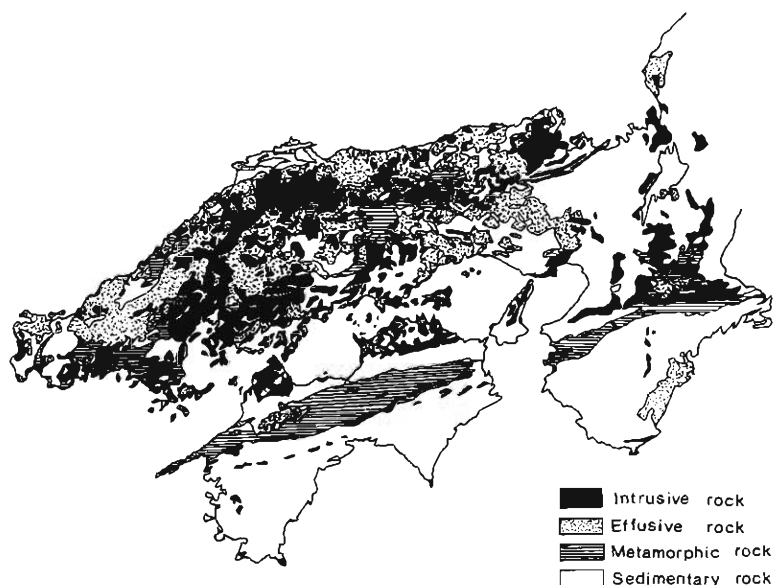 Intrusive rock
Effusive rock
Metamorphic rock
Sedimentary rock